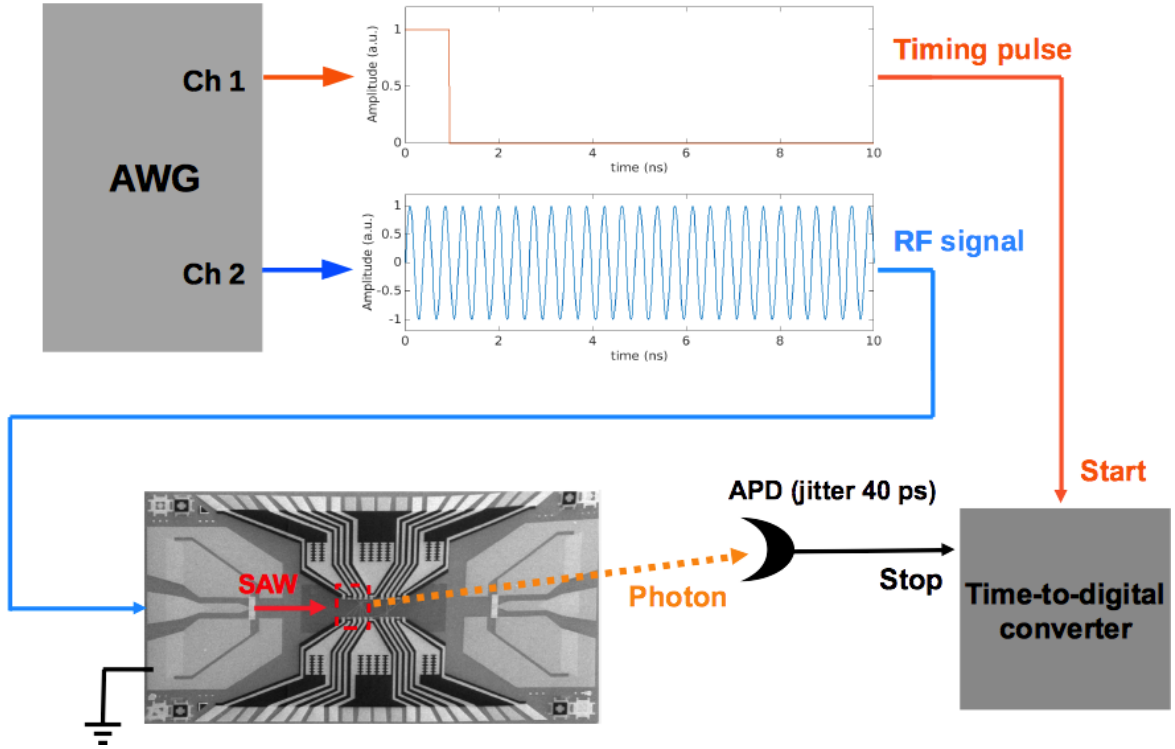 Ch 1
AWG
Ch 2
Amplitude (a.u.)
1
0.5
0
0 2 4 6 8 10
time (ns)
Timing pulse
Amplitude (a.u.)
1
0.5
0
-0.5
-1
0 2 4 6 8 10
time (ns)
RF signal
Start
SAW
Photon
APD (jitter 40 ps)
Stop
Time-to-digital
converter